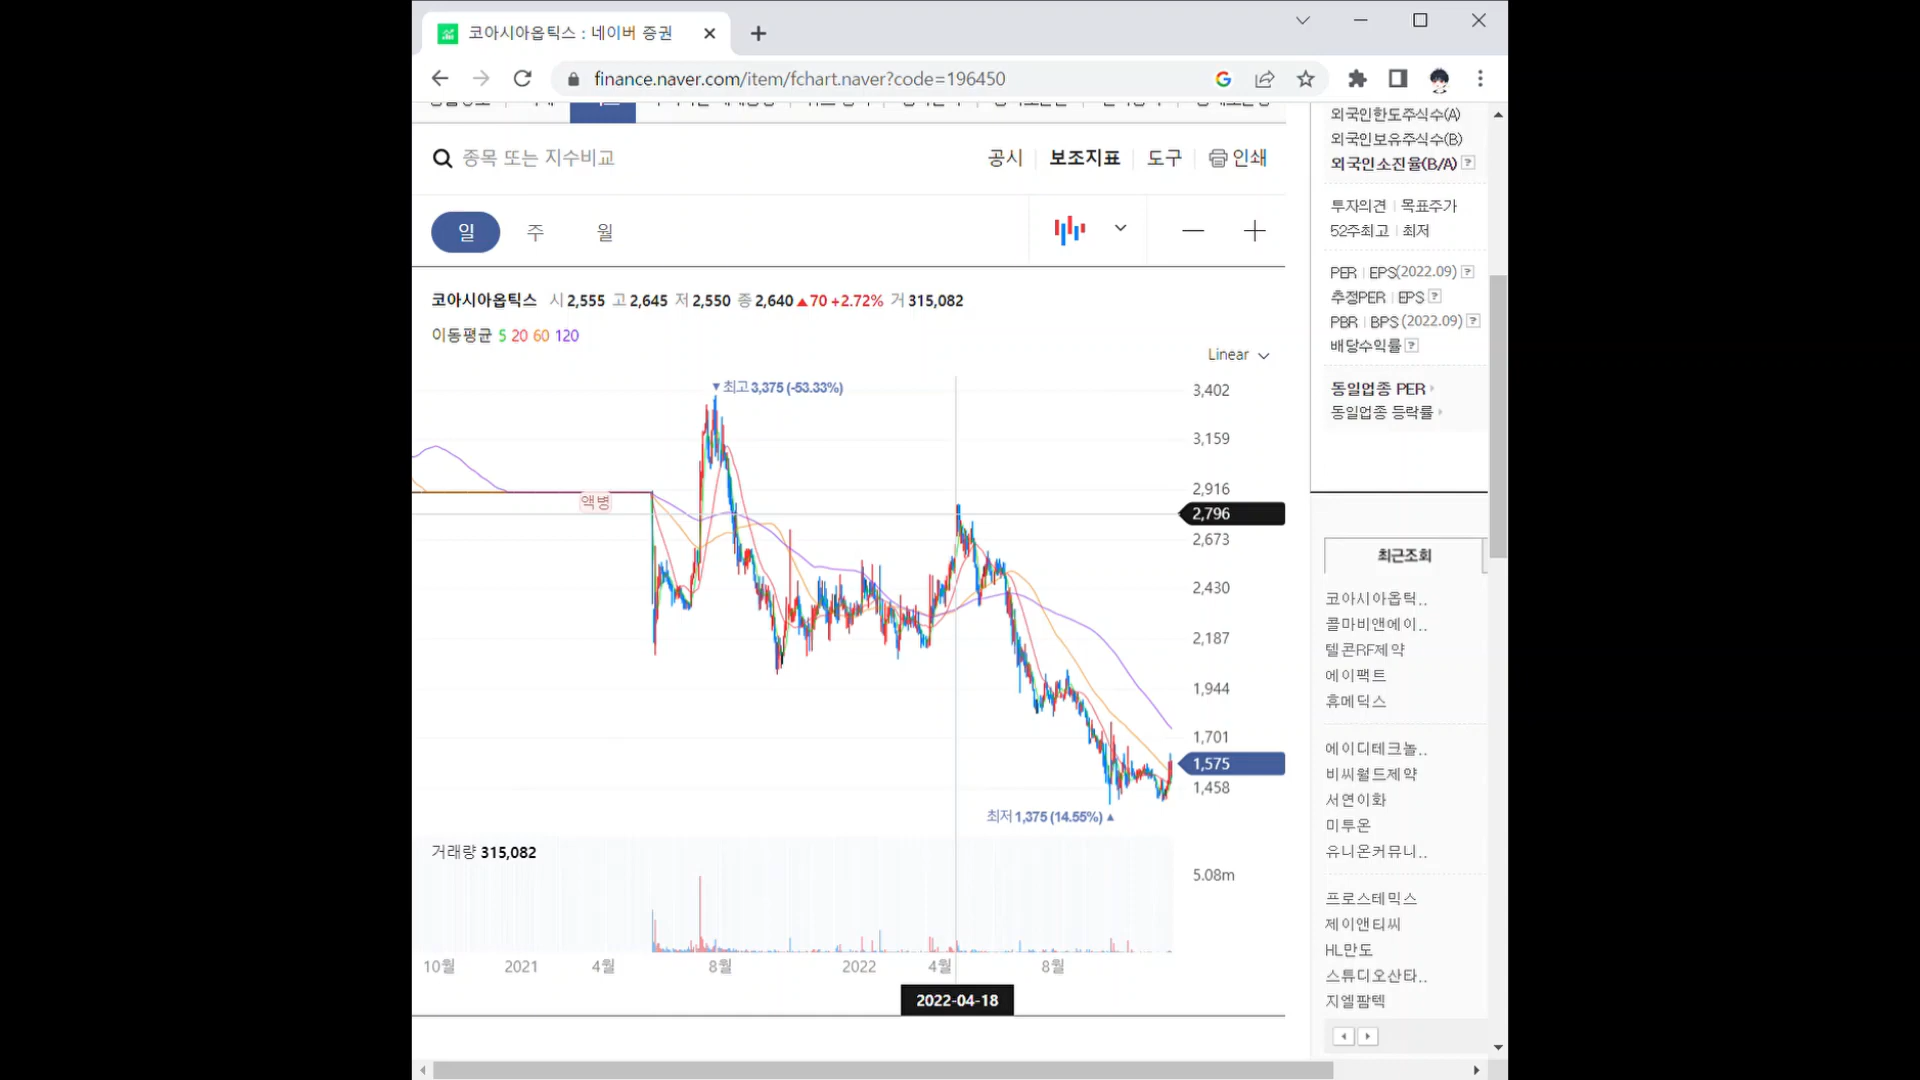 코아시아옵틱스 : 네이버 증권
finance.naver.com/item/fchart.naver?code=196450
종목 또는 지수비교
공시 보조지표 도구 인쇄
일 주 월
코아시아옵틱스 시 2,555 고 2,645 저 2,550 종 2,640 ▲70 +2.72% 거 315,082
이동평균 5 20 60 120
Linear
▼최고 3,375 (-53.33%)
액병
3,402
3,159
2,916
2,796
2,673
2,430
2,187
1,944
1,701
1,575
1,458
최저 1,375 (14.55%) ▲
거래량 315,082
5.08m
10월 2021 4월 8월 2022 4월 8월
2022-04-18
외국인한도주식수(A)
외국인보유주식수(B)
외국인소진율(B/A) ?
투자의견 | 목표주가
52주최고 | 최저
PER | EPS(2022.09) ?
추정PER | EPS ?
PBR | BPS (2022.09) ?
배당수익률 ?
동일업종 PER
동일업종 등락률
최근조회
코아시아옵틱..
콜마비앤에이..
텔콘RF제약
에이팩트
휴메딕스
에이디테크놀..
비씨월드제약
서연이화
미투온
유니온커뮤니..
프로스테믹스
제이앤티씨
HL만도
스튜디오산타..
지엘팜텍